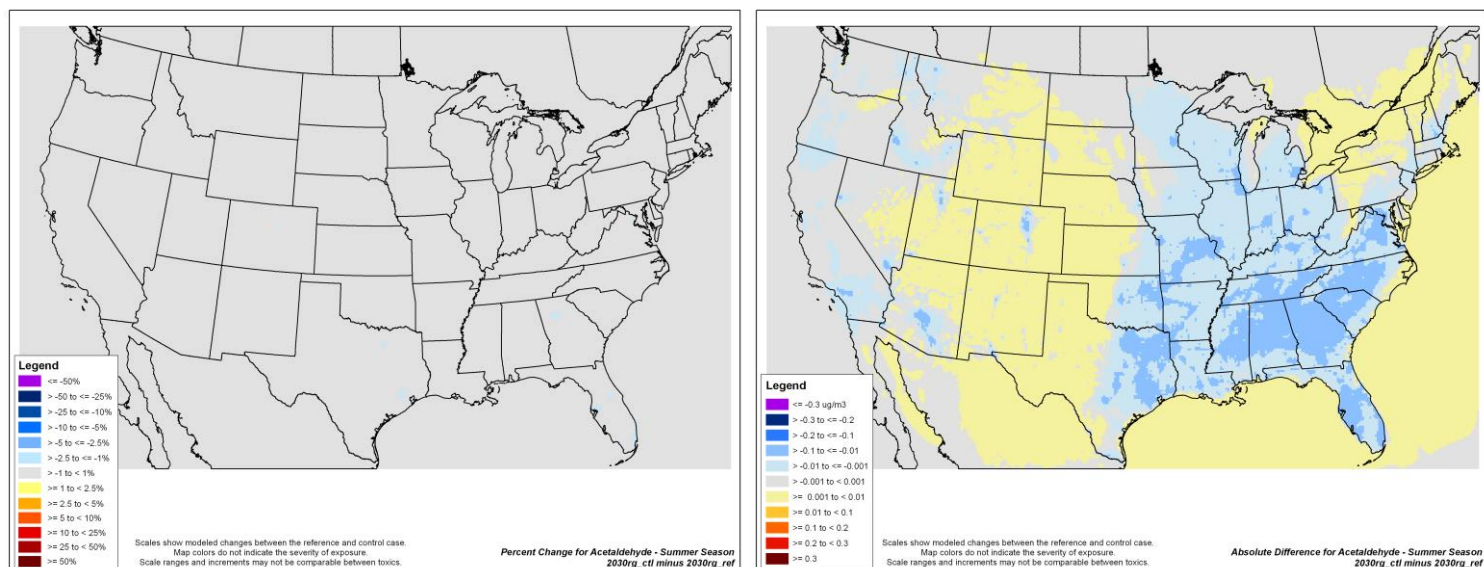 Legend
<= -50%
> -50 to <= -25%
> -25 to <= -10%
> -10 to <= -5%
> -5 to <= -2.5%
> -2.5 to <= -1%
> -1 to < 1%
>= 1 to < 2.5%
>= 2.5 to < 5%
>= 5 to < 10%
>= 10 to < 25%
>= 25 to < 50%
>= 50%
Scales show modeled changes between the reference and control case.
Map colors do not indicate the severity of exposure.
Scale ranges and increments may not be comparable between toxics.
Percent Change for Acetaldehyde - Summer Season
2030rg_ctl minus 2030rg_ref
Legend
<= -0.3 ug/m3
> -0.3 to <= -0.2
> -0.2 to <= -0.1
> -0.1 to <= -0.01
> -0.01 to <= -0.001
> -0.001 to < 0.001
>= 0.001 to < 0.01
>= 0.01 to < 0.1
>= 0.1 to < 0.2
>= 0.2 to < 0.3
>= 0.3
Scales show modeled changes between the reference and control case.
Map colors do not indicate the severity of exposure.
Scale ranges and increments may not be comparable between toxics.
Absolute Difference for Acetaldehyde - Summer Season
2030rg_ctl minus 2030rg_ref